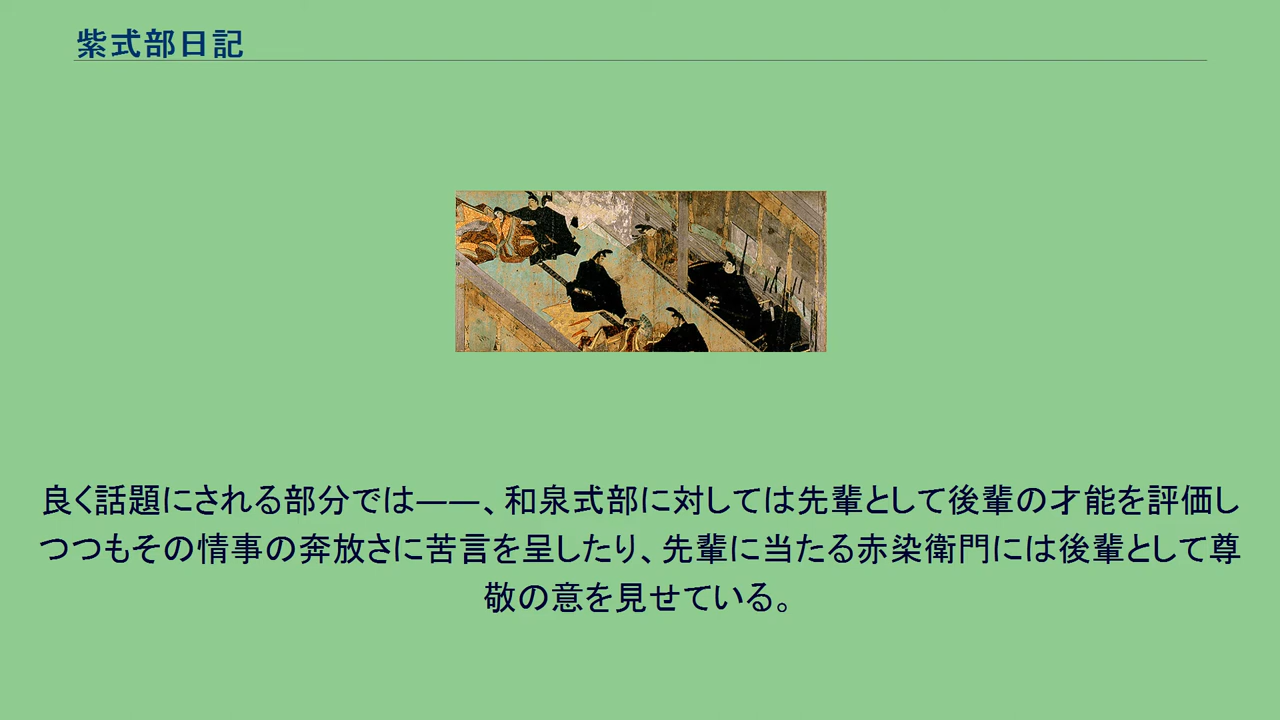 紫式部日記
良く話題にされる部分では——、和泉式部に対しては先輩として後輩の才能を評価し
つつもその情事の奔放さに苦言を呈したり、先輩に当たる赤染衛門には後輩として尊
敬の意を見せている。